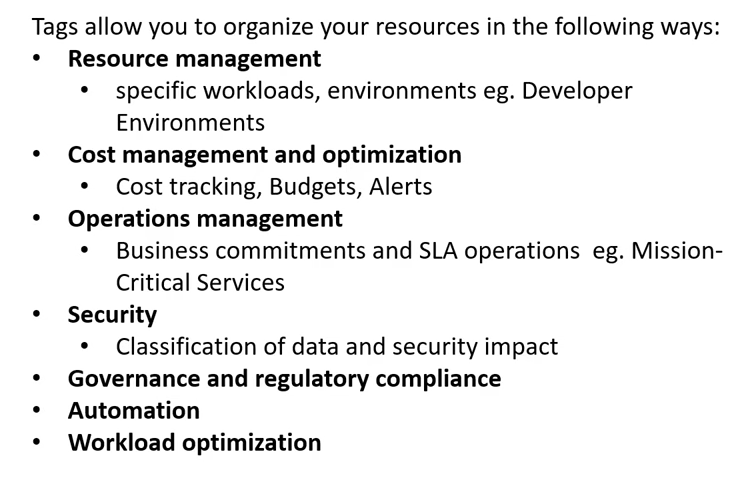 Tags allow you to organize your resources in the following ways:
• Resource management
• specific workloads, environments eg. Developer
Environments
• Cost management and optimization
• Cost tracking, Budgets, Alerts
• Operations management
• Business commitments and SLA operations  eg. Mission-
Critical Services
• Security
• Classification of data and security impact
• Governance and regulatory compliance
• Automation
• Workload optimization